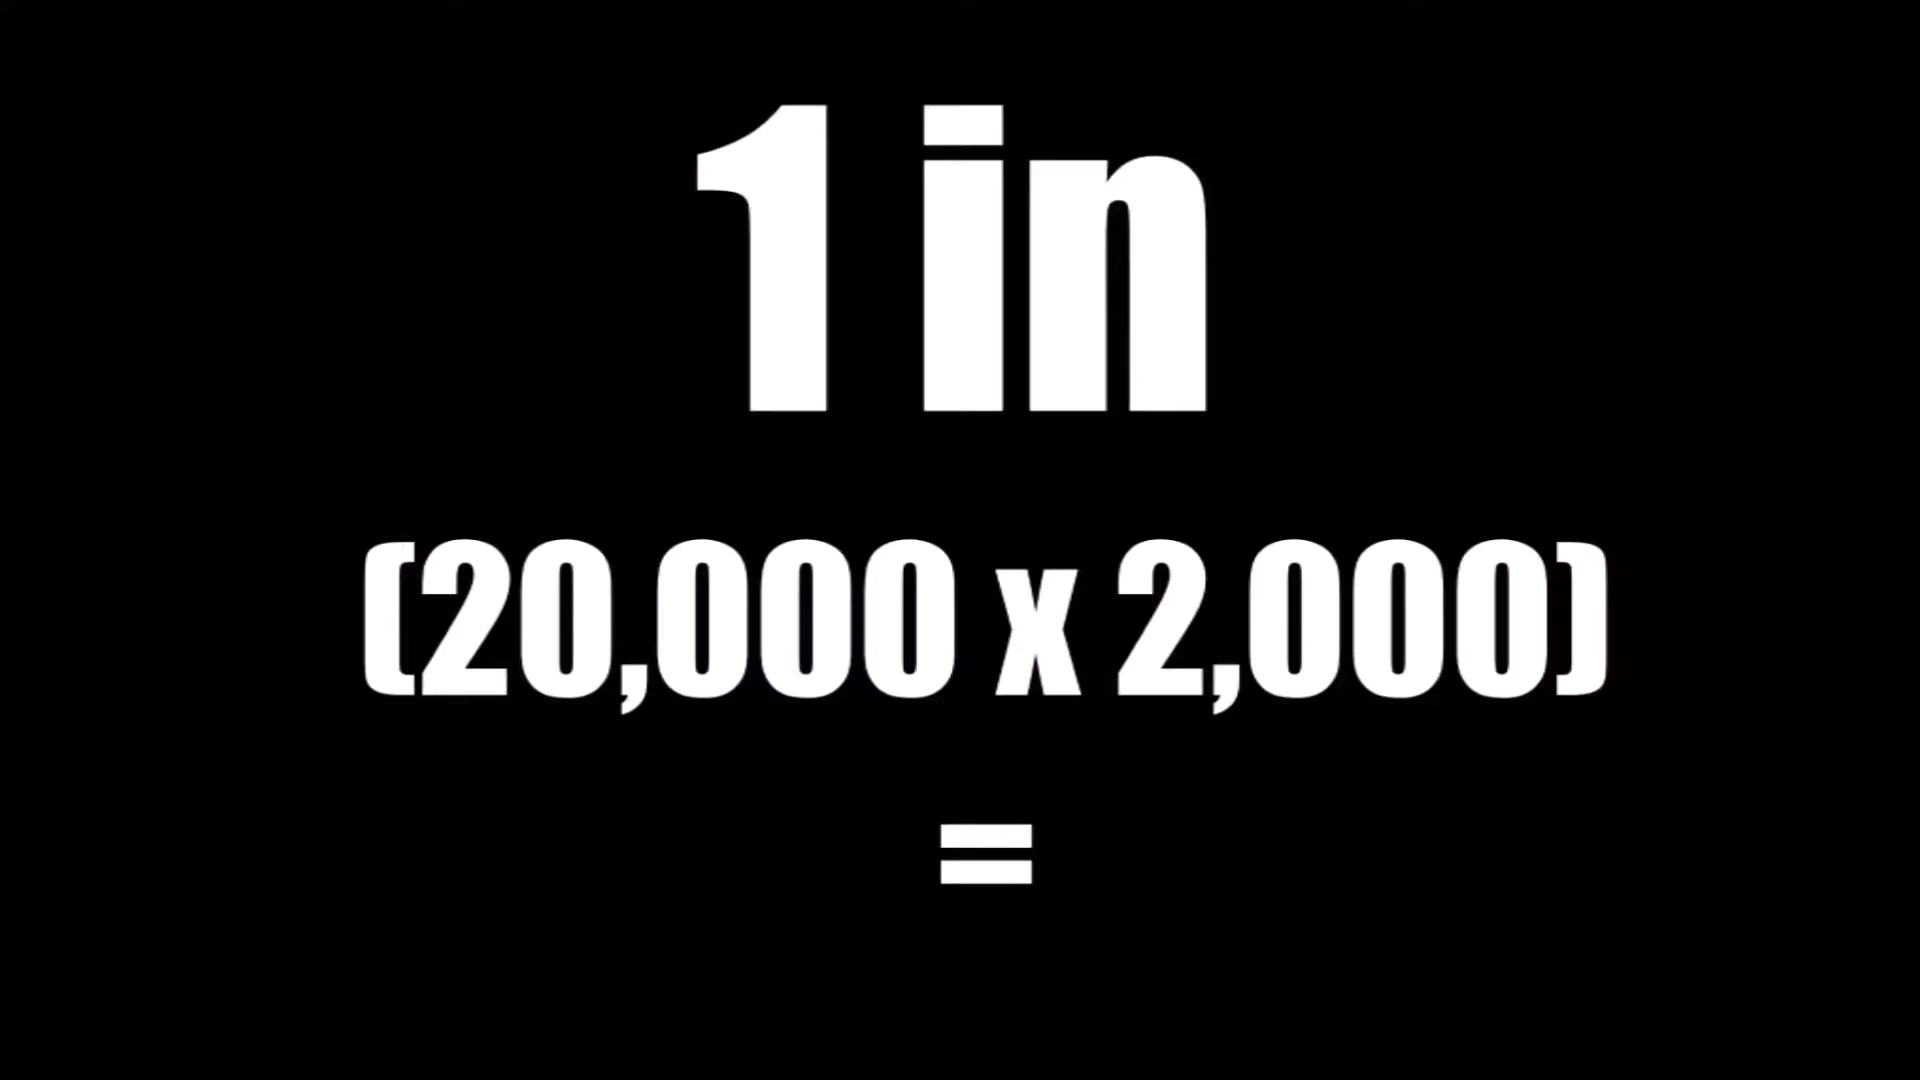 1 in
(20,000 x 2,000)
=